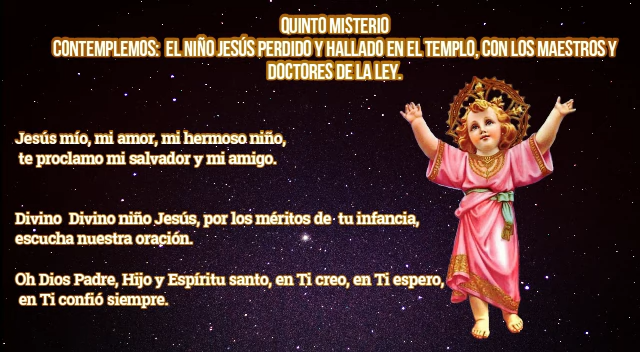 QUINTO MISTERIO
CONTEMPLEMOS: EL NIÑO JESÚS PERDIDO Y HALLADO EN EL TEMPLO, CON LOS MAESTROS Y
DOCTORES DE LA LEY.
Jesús mío, mi amor, mi hermoso niño,
te proclamo mi salvador y mi amigo.
Divino Divino niño Jesús, por los méritos de tu infancia,
escucha nuestra oración.
Oh Dios Padre, Hijo y Espíritu santo, en Ti creo, en Ti espero,
en Ti confió siempre.